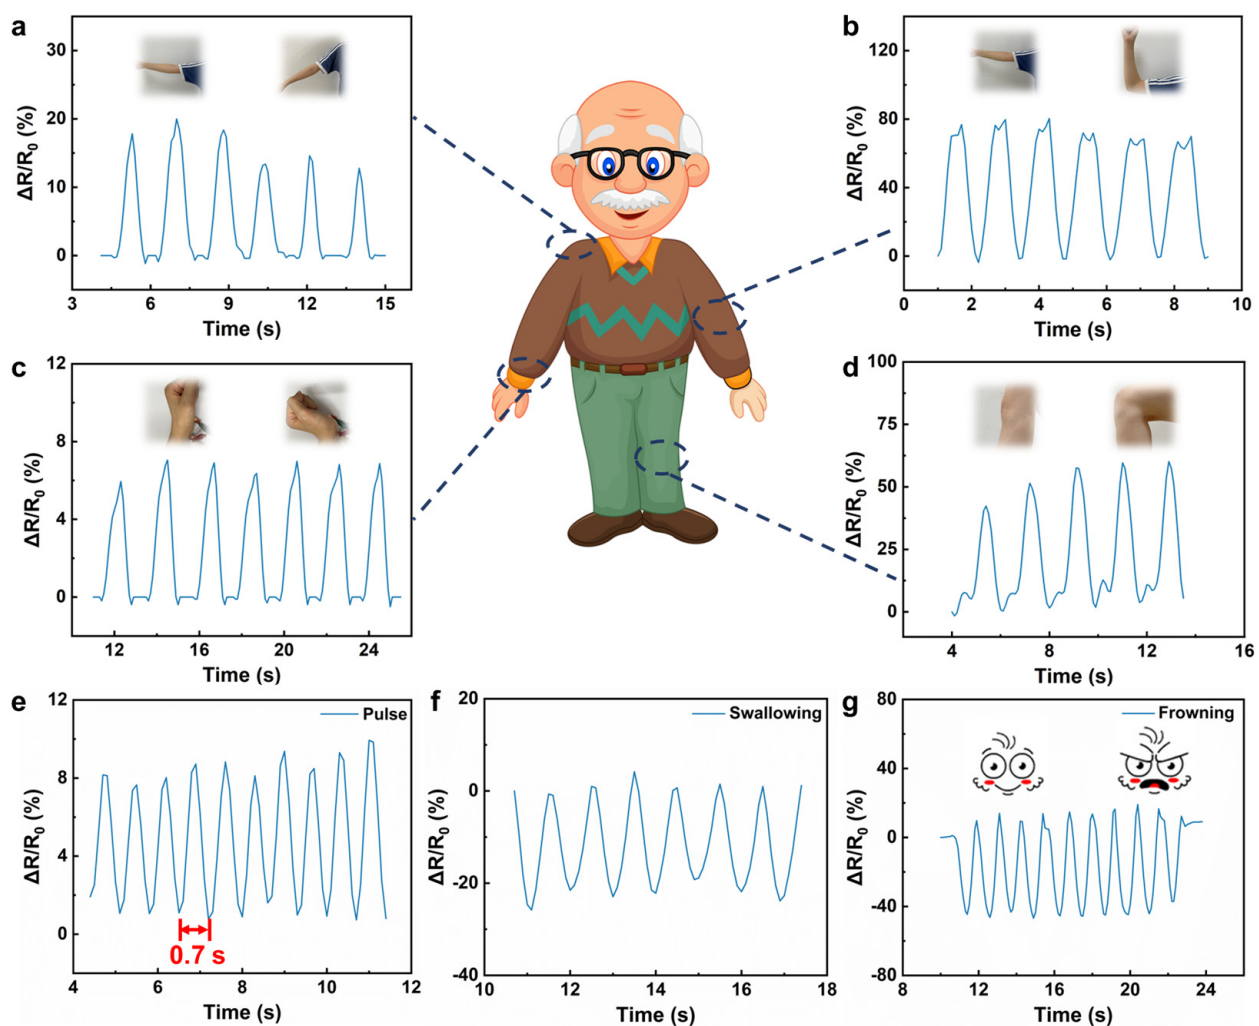 a
30
20
10
0
ΔR/R₀ (%)
3 6 9 12 15
Time (s)
b
120
80
40
0
ΔR/R₀ (%)
0 2 4 6 8 10
Time (s)
c
12
8
4
0
ΔR/R₀ (%)
12 16 20 24
Time (s)
d
100
75
50
25
0
ΔR/R₀ (%)
4 8 12 16
Time (s)
e
Pulse
12
8
4
0
ΔR/R₀ (%)
0.7 s
4 6 8 10 12
Time (s)
f
Swallowing
20
0
-20
-40
ΔR/R₀ (%)
10 12 14 16 18
Time (s)
g
Frowning
80
40
0
-40
-80
ΔR/R₀ (%)
8 12 16 20 24
Time (s)